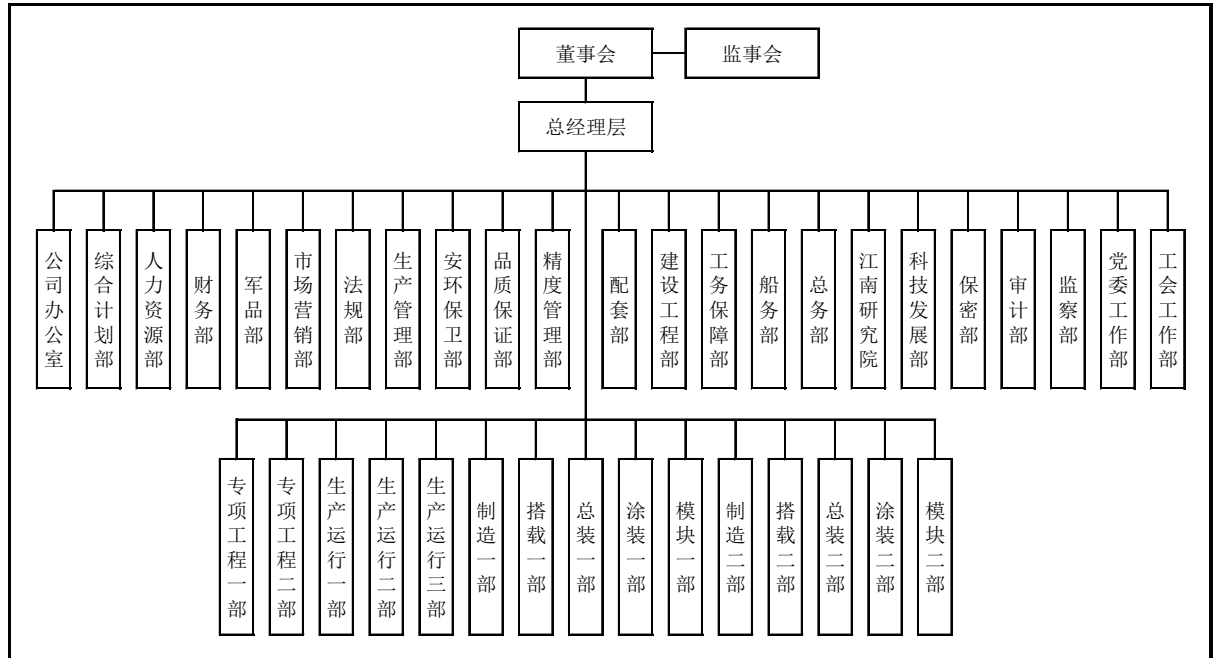 董事会
监事会
总经理层
公司办公室
综合计划部
人力资源部
财务部
军品部
市场营销部
法规部
生产管理部
安环保卫部
品质保证部
精度管理部
配套部
建设工程部
工务保障部
船务部
总务部
江南研究院
科技发展部
保密部
审计部
监察部
党委工作部
工会工作部
专项工程一部
专项工程二部
生产运行一部
生产运行二部
生产运行三部
制造一部
搭载一部
总装一部
涂装一部
模块一部
制造二部
搭载二部
总装二部
涂装二部
模块二部